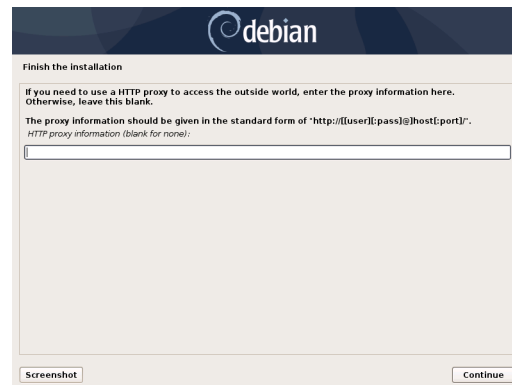 debian
Finish the installation
If you need to use a HTTP proxy to access the outside world, enter the proxy information here.
Otherwise, leave this blank.
The proxy information should be given in the standard form of "http://[[user][:pass]@]host[:port]/".
HTTP proxy information (blank for none):
Screenshot
Continue